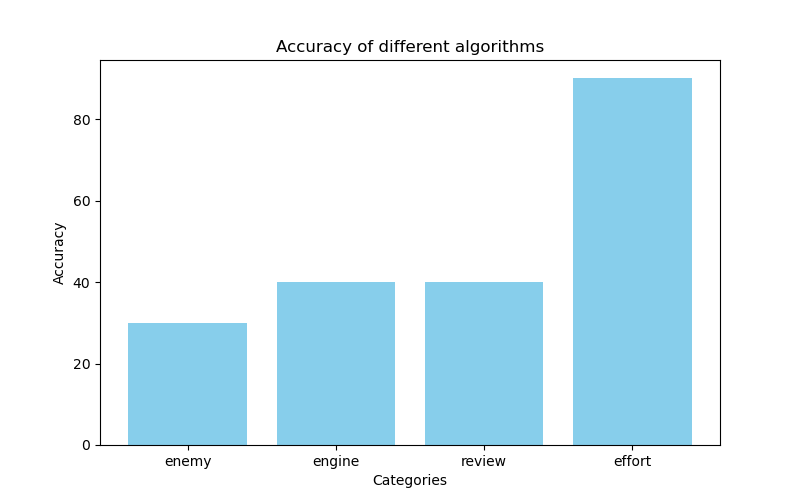 Accuracy of different algorithms
Accuracy
80
60
40
20
0
enemy engine review effort
Categories